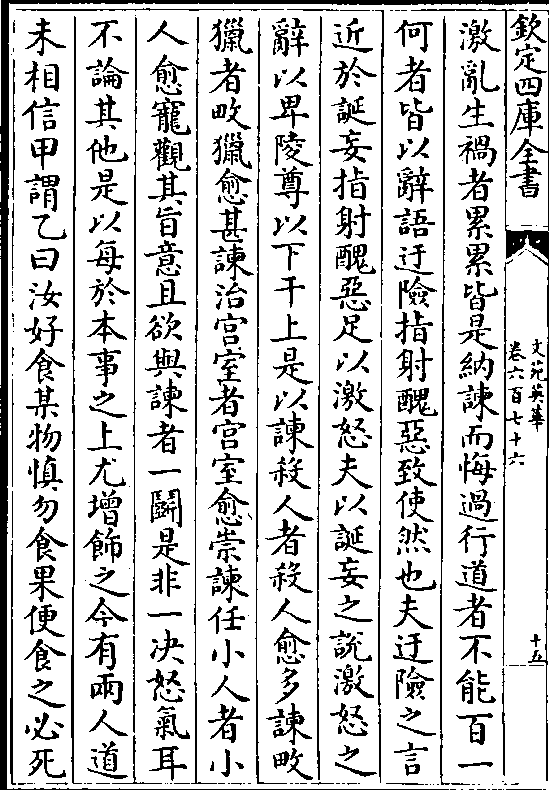 欽定四庫全書
文苑英華
卷六百七十六
十五
激亂生禍者累累皆是納諫而悔過行道者不能百一
何者皆以辭語迂險指射醜惡致使然也夫迂險之言
近於誕妄指射醜惡足以激怒夫以誕妄之說激怒之
辭以卑陵尊以下干上是以諫殺人者殺人愈多諫畋
獵者畋獵愈甚諫治宮室者宮室愈崇諫任小人者小
人愈寵觀其旨意且欲與諫者一鬭是非一决怒氣耳
不論其他是以每於本事之上尤增飾之今有兩人道
未相信甲謂乙曰汝好食某物慎勿食果便食之必死